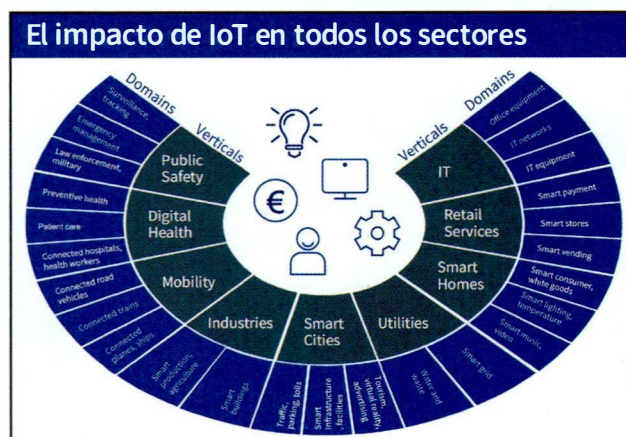 El impacto de IoT en todos los sectores
Domains
Verticals
Surveillance,
tracking
Emergency
management
Law enforcement,
military
Public
Safety
Preventive health
Patient care
Connected hospitals,
health workers
Digital
Health
Connected road
vehicles
Connected trains
Connected
planes, ships
Mobility
Smart
production,
agriculture
Smart
buildings
Industries
Traffic,
parking, tolls
Smart
Infrastructure
, facilities
Tourism,
virtual reality,
advertising
Smart
Cities
Water and
waste
Smart grid
Utilities
Smart music,
video
Smart lighting,
temperature
Smart consumer,
white goods
Smart
Homes
Smart vending
Smart stores
Smart payment
Retail
Services
IT equipment
IT networks
Office equipment
IT
Verticals
Domains
€